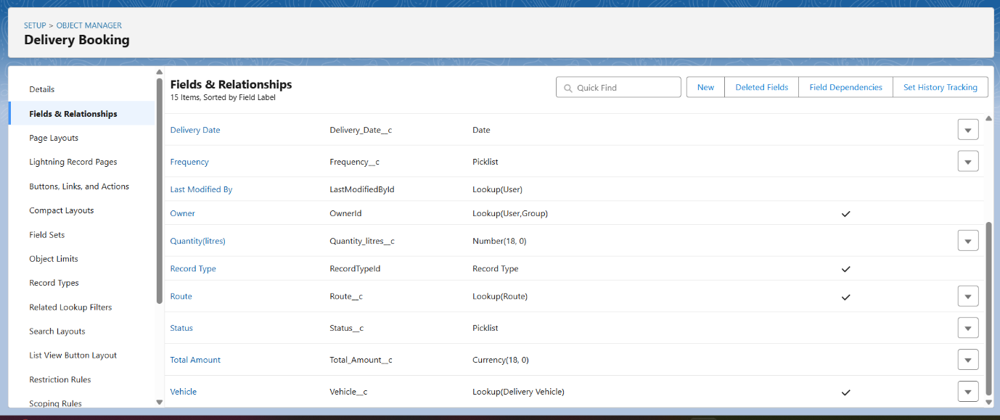 SETUP > OBJECT MANAGER
Delivery Booking
Details
Fields & Relationships
Page Layouts
Lightning Record Pages
Buttons, Links, and Actions
Compact Layouts
Field Sets
Object Limits
Record Types
Related Lookup Filters
Search Layouts
List View Button Layout
Restriction Rules
Scoping Rules
Fields & Relationships
15 Items, Sorted by Field Label
Quick Find
New
Deleted Fields
Field Dependencies
Set History Tracking
Delivery Date Delivery_Date__c Date
Frequency Frequency__c Picklist
Last Modified By LastModifiedById Lookup(User)
Owner OwnerId Lookup(User,Group)
Quantity(litres) Quantity_litres__c Number(18, 0)
Record Type RecordTypeId Record Type
Route Route__c Lookup(Route)
Status Status__c Picklist
Total Amount Total_Amount__c Currency(18, 0)
Vehicle Vehicle__c Lookup(Delivery Vehicle)